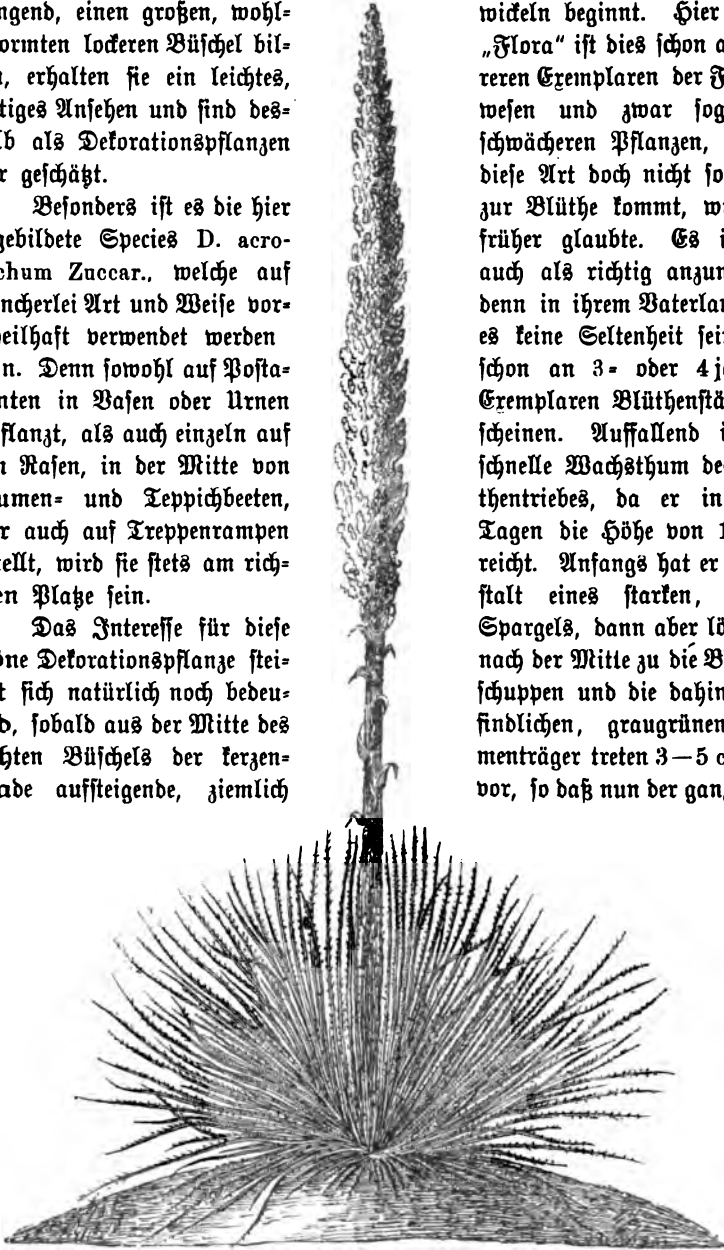 ngend, einen großen, wohl-
ormten lockeren Büschel bil-
, erhalten sie ein leichtes,
tiges Ansehen und sind des-
lb als Dekorationspflanzen
r geschätzt.
Besonders ist es die hier
gebildete Species D. acro-
chum Zuccar., welche auf
ncherlei Art und Weise vor-
eilhaft verwendet werden
n. Denn sowohl auf Posta-
nten in Vasen oder Urnen
flanzt, als auch einzeln auf
n Rasen, in der Mitte von
umen- und Teppichbeeten,
r auch auf Treppenrampen
tellt, wird sie stets am rich-
en Platze sein.
Das Interesse für diese
öne Dekorationspflanze stei-
t sich natürlich noch bedeu-
d, sobald aus der Mitte des
hten Büschels der kerzen-
ade aufsteigende, ziemlich
wickeln beginnt. Hier
„Flora“ ist dies schon a
reren Exemplaren der F
wesen und zwar sog
schwächeren Pflanzen,
diese Art doch nicht so
zur Blüthe kommt, w
früher glaubte. Es i
auch als richtig anzun
denn in ihrem Vaterlan
es keine Seltenheit sei
schon an 3- oder 4 j
Exemplaren Blüthenstä
scheinen. Auffallend i
schnelle Wachsthum de
thentriebes, da er in
Tagen die Höhe von 1
reicht. Anfangs hat er
stalt eines starken,
Spargels, dann aber lö
nach der Mitte zu die B
schuppen und die dahin
findlichen, graugrünen
menträger treten 3—5 c
vor, so daß nun der gan